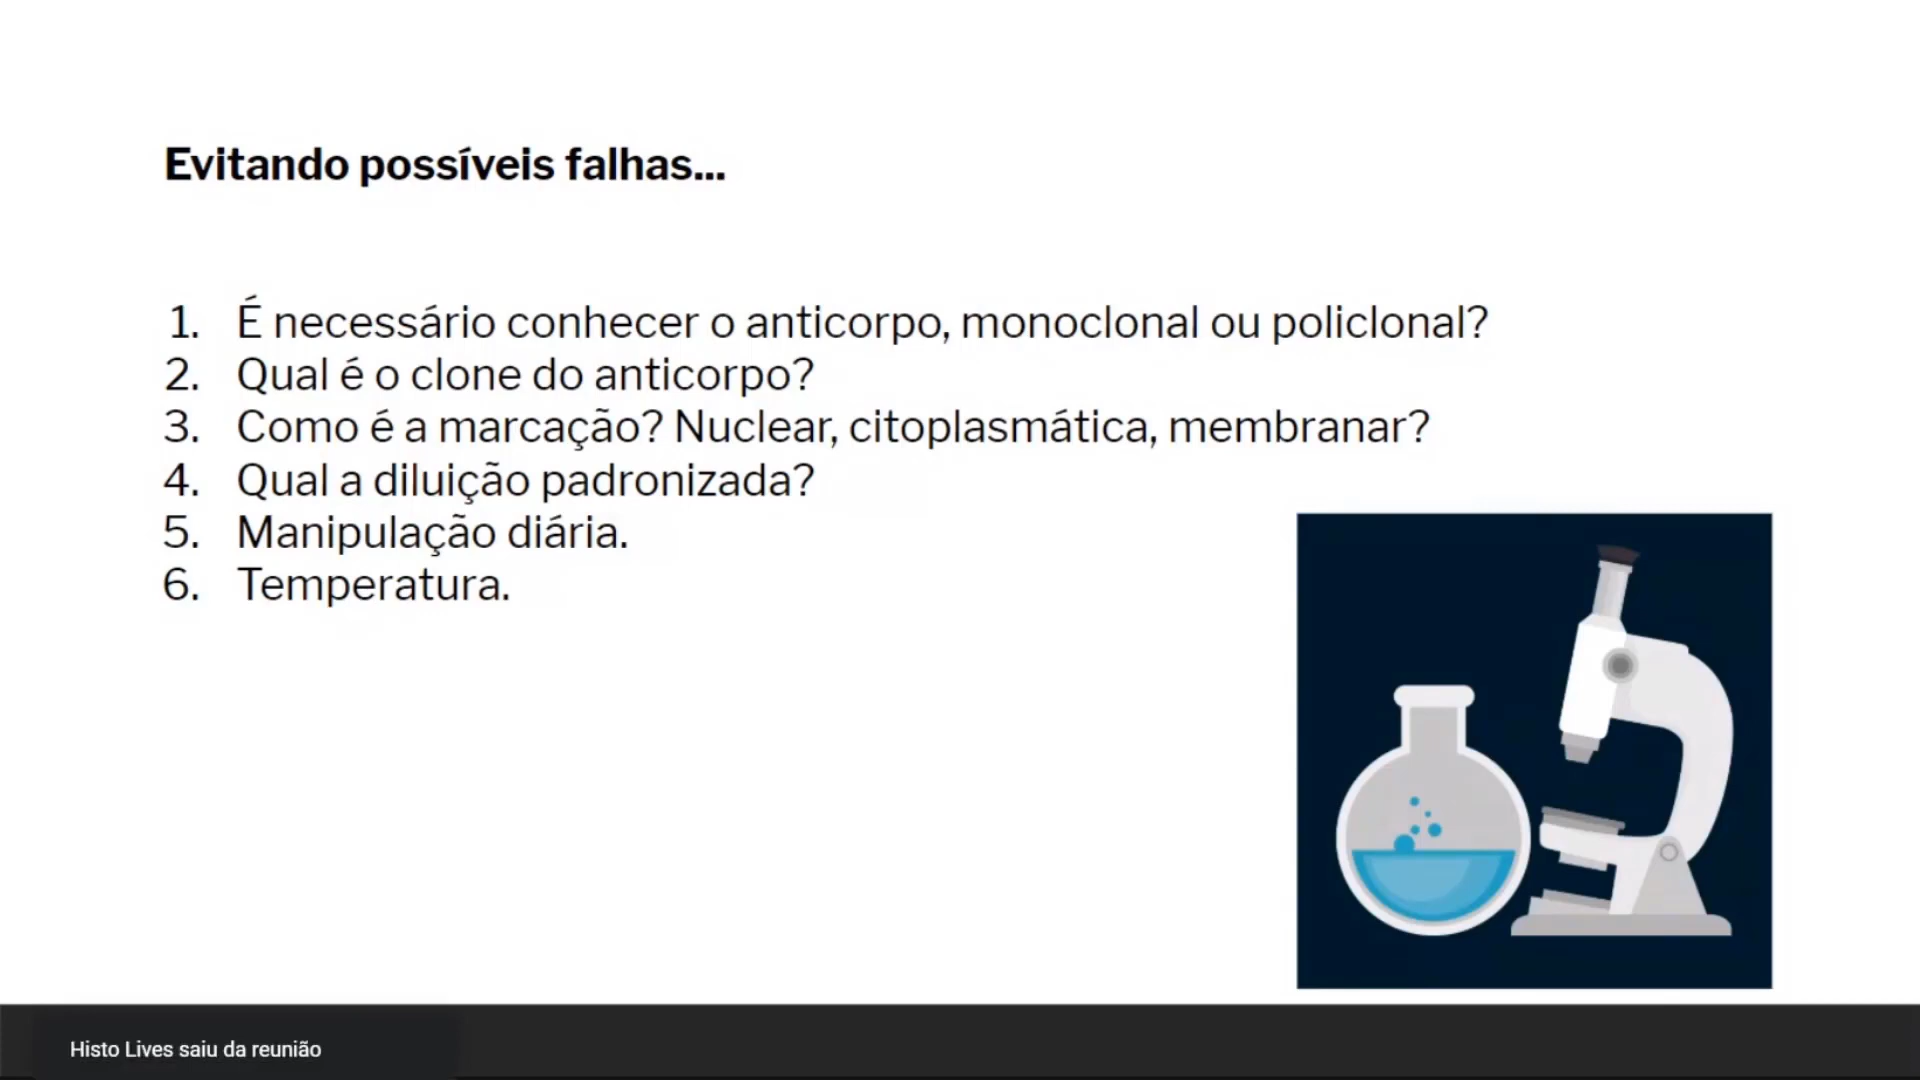 Evitando possíveis falhas...
1. É necessário conhecer o anticorpo, monoclonal ou policlonal?
2. Qual é o clone do anticorpo?
3. Como é a marcação? Nuclear, citoplasmática, membranar?
4. Qual a diluição padronizada?
5. Manipulação diária.
6. Temperatura.
Histo Lives saiu da reunião